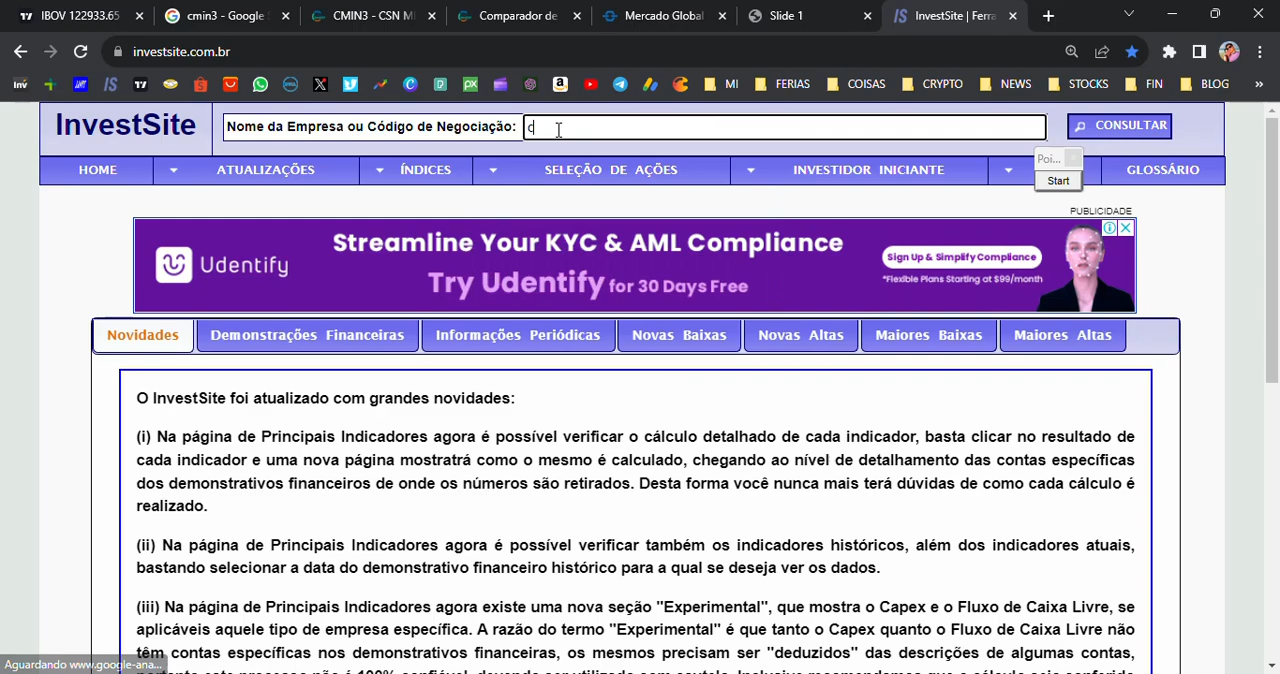 IBOV 122933.65
cmin3 - Google
CMIN3 - CSN MI
Comparador de
Mercado Global
Slide 1
InvestSite | Ferra
investsite.com.br
MI
FERIAS
COISAS
CRYPTO
NEWS
STOCKS
FIN
BLOG
InvestSite
Nome da Empresa ou Código de Negociação:
c
CONSULTAR
Poi...
Start
HOME
ATUALIZAÇÕES
ÍNDICES
SELEÇÃO DE AÇÕES
INVESTIDOR INICIANTE
GLOSSÁRIO
PUBLICIDADE
Udentify
Streamline Your KYC & AML Compliance
Try Udentify for 30 Days Free
Sign Up & Simplify Compliance
*Flexible Plans Starting at $99/month
Novidades
Demonstrações Financeiras
Informações Periódicas
Novas Baixas
Novas Altas
Maiores Baixas
Maiores Altas
O InvestSite foi atualizado com grandes novidades:
(i) Na página de Principais Indicadores agora é possível verificar o cálculo detalhado de cada indicador, basta clicar no resultado de
cada indicador e uma nova página mostratrá como o mesmo é calculado, chegando ao nível de detalhamento das contas específicas
dos demonstrativos financeiros de onde os números são retirados. Desta forma você nunca mais terá dúvidas de como cada cálculo é
realizado.
(ii) Na página de Principais Indicadores agora é possível verificar também os indicadores históricos, além dos indicadores atuais,
bastando selecionar a data do demonstrativo financeiro histórico para a qual se deseja ver os dados.
(iii) Na página de Principais Indicadores agora existe uma nova seção "Experimental", que mostra o Capex e o Fluxo de Caixa Livre, se
aplicáveis aquele tipo de empresa específica. A razão do termo "Experimental" é que tanto o Capex quanto o Fluxo de Caixa Livre não
têm contas específicas nos demonstrativos financeiros, os mesmos precisam ser "deduzidos" das descrições de algumas contas,
Aguardando www.google-ana...